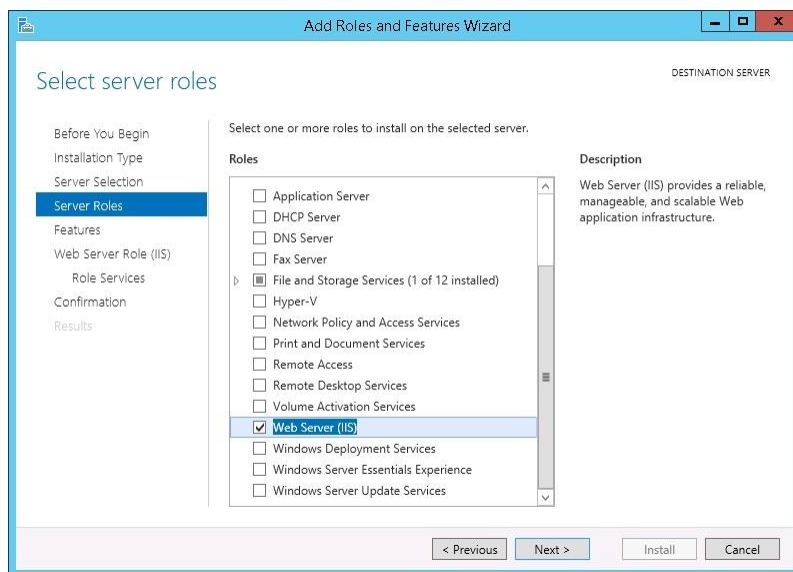 Add Roles and Features Wizard
Select server roles
DESTINATION SERVER
Before You Begin
Installation Type
Server Selection
Server Roles
Features
Web Server Role (IIS)
Role Services
Confirmation
Results
Select one or more roles to install on the selected server.
Roles
Application Server
DHCP Server
DNS Server
Fax Server
File and Storage Services (1 of 12 installed)
Hyper-V
Network Policy and Access Services
Print and Document Services
Remote Access
Remote Desktop Services
Volume Activation Services
Web Server (IIS)
Windows Deployment Services
Windows Server Essentials Experience
Windows Server Update Services
Description
Web Server (IIS) provides a reliable,
manageable, and scalable Web
application infrastructure.
< Previous
Next >
Install
Cancel